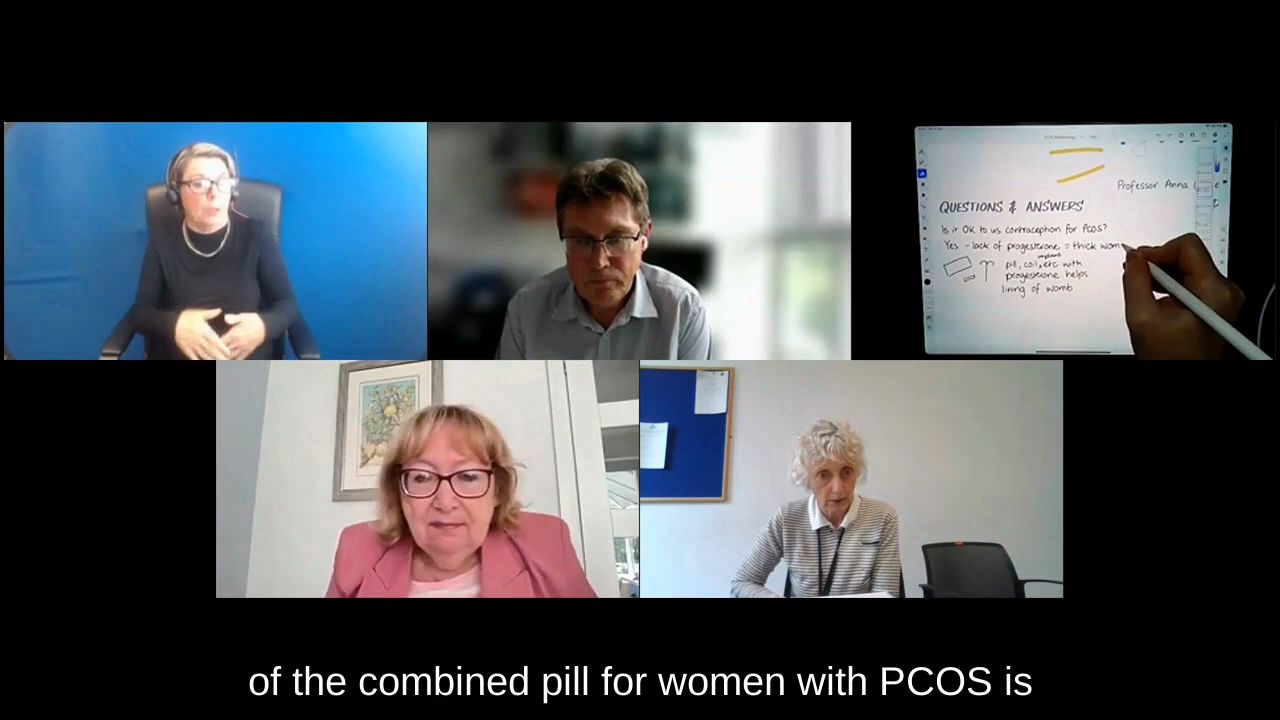 Professor Anna
QUESTIONS & ANSWERS
Is it OK to us contraception for PCOS?
Yes - lack of progesterone = thick wom
implant
pill, coil, etc with
progesterone helps
lining of womb
of the combined pill for women with PCOS is